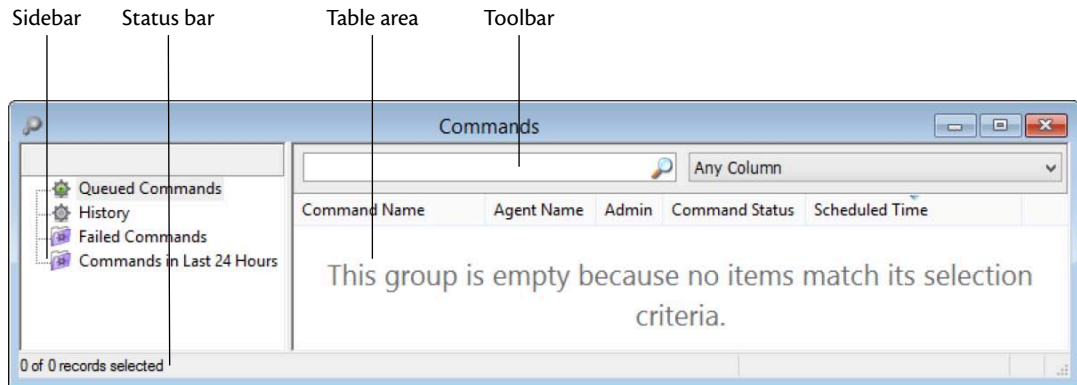 Sidebar Status bar Table area Toolbar
Commands
Any Column
Queued Commands
History
Failed Commands
Commands in Last 24 Hours
Command Name Agent Name Admin Command Status Scheduled Time
This group is empty because no items match its selection
criteria.
0 of 0 records selected